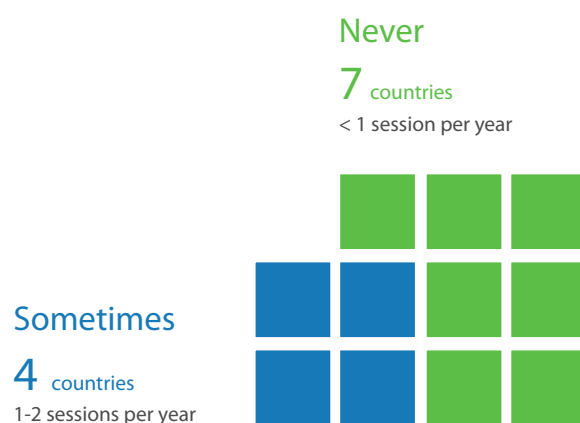 Never
7 countries
< 1 session per year
Sometimes
4 countries
1-2 sessions per year